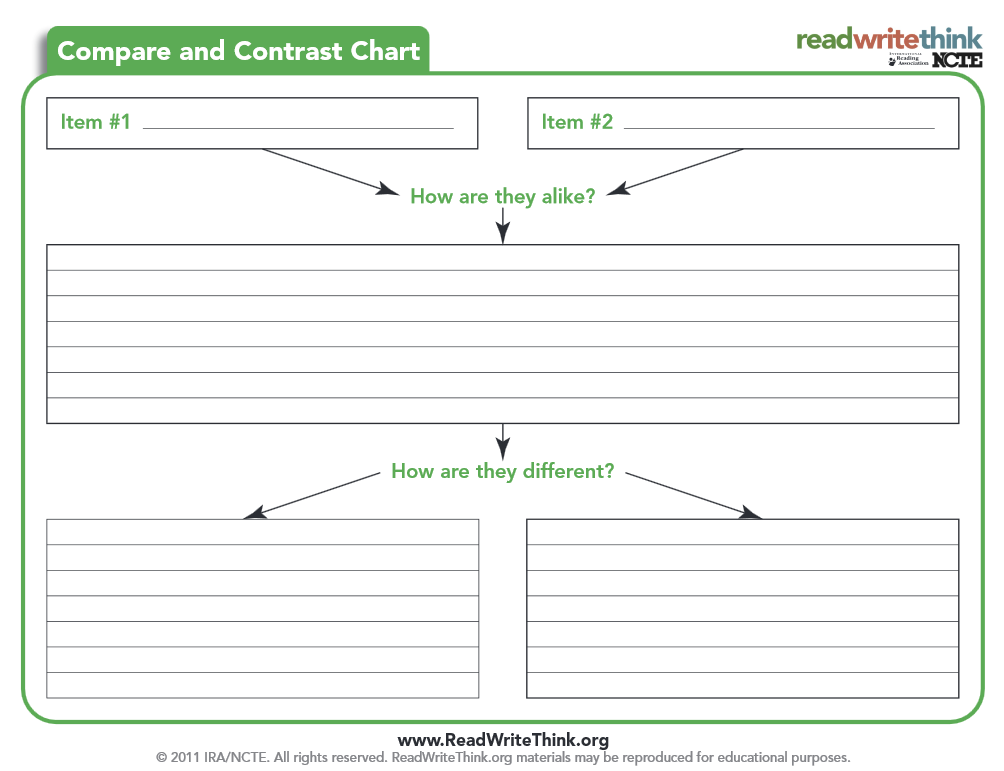 Compare and Contrast Chart
readwritethink
INTERNATIONAL
Reading
Association
NCTE
Item #1
Item #2
How are they alike?
How are they different?
www.ReadWriteThink.org
© 2011 IRA/NCTE. All rights reserved. ReadWriteThink.org materials may be reproduced for educational purposes.